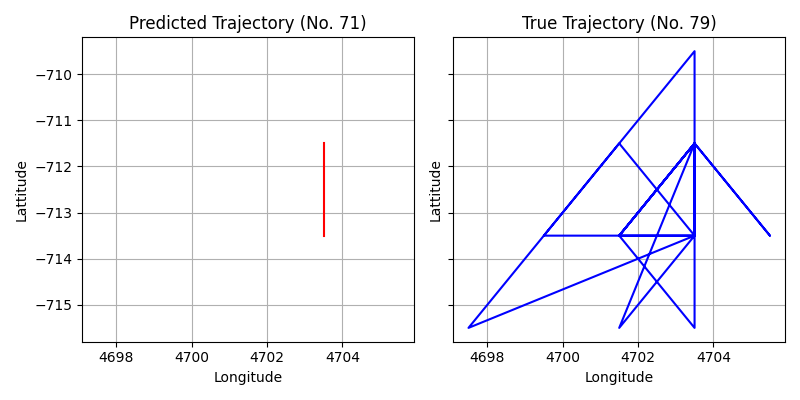 Predicted Trajectory (No. 71)
True Trajectory (No. 79)
Lattitude
−710
−711
−712
−713
−714
−715
4698
4700
4702
4704
Longitude
Lattitude
4698
4700
4702
4704
Longitude